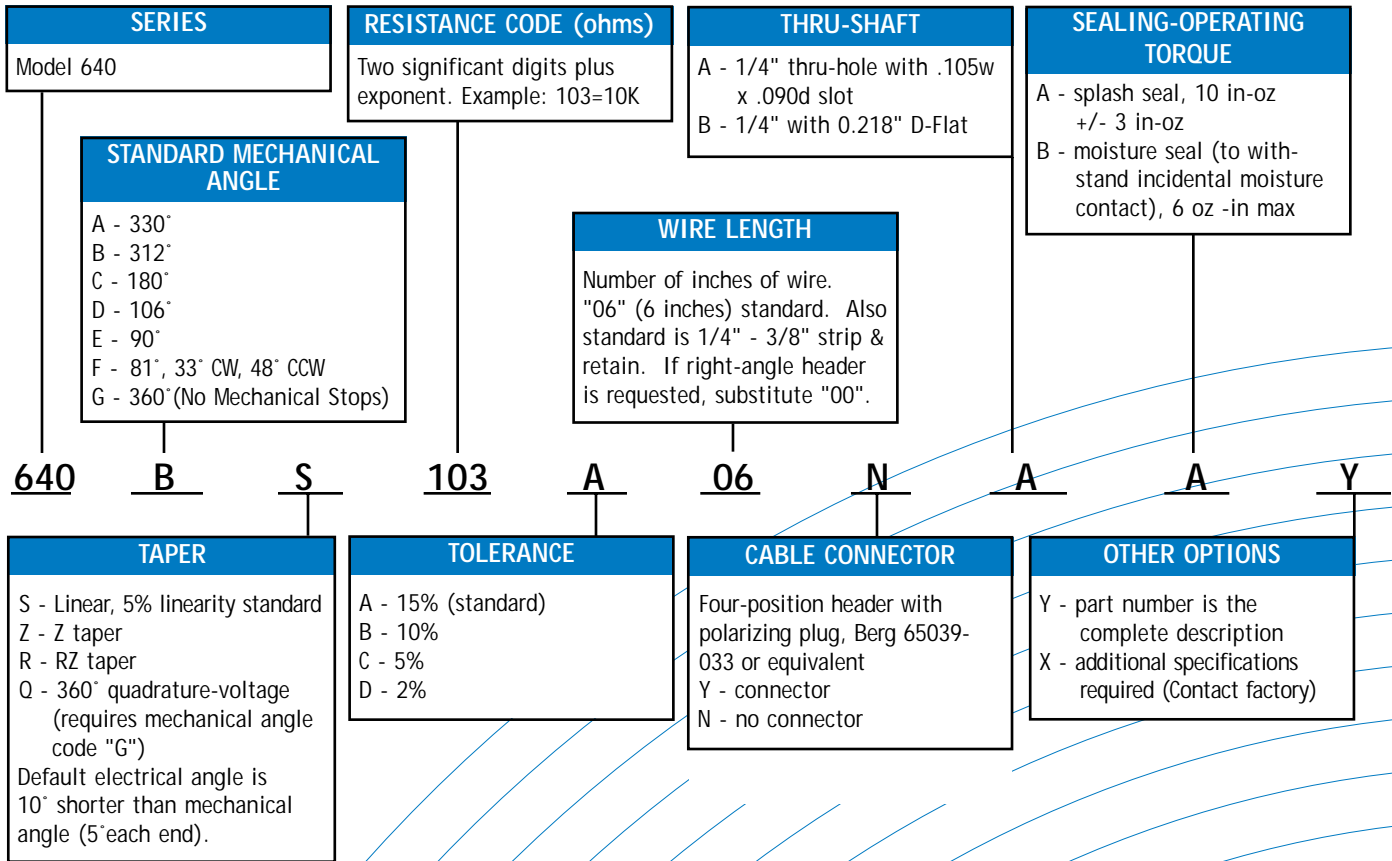 SERIES
Model 640
RESISTANCE CODE (ohms)
Two significant digits plus
exponent. Example: 103=10K
THRU-SHAFT
A - 1/4" thru-hole with .105w
x .090d slot
B - 1/4" with 0.218" D-Flat
SEALING-OPERATING
TORQUE
A - splash seal, 10 in-oz
+/- 3 in-oz
B - moisture seal (to with-
stand incidental moisture
contact), 6 oz -in max
STANDARD MECHANICAL
ANGLE
A - 330°
B - 312°
C - 180°
D - 106°
E - 90°
F - 81°, 33° CW, 48° CCW
G - 360°(No Mechanical Stops)
WIRE LENGTH
Number of inches of wire.
"06" (6 inches) standard. Also
standard is 1/4" - 3/8" strip &
retain. If right-angle header
is requested, substitute "00".
640 B S 103 A 06 N A A Y
TAPER
S - Linear, 5% linearity standard
Z - Z taper
R - RZ taper
Q - 360° quadrature-voltage
(requires mechanical angle
code "G")
Default electrical angle is
10° shorter than mechanical
angle (5°each end).
TOLERANCE
A - 15% (standard)
B - 10%
C - 5%
D - 2%
CABLE CONNECTOR
Four-position header with
polarizing plug, Berg 65039-
033 or equivalent
Y - connector
N - no connector
OTHER OPTIONS
Y - part number is the
complete description
X - additional specifications
required (Contact factory)